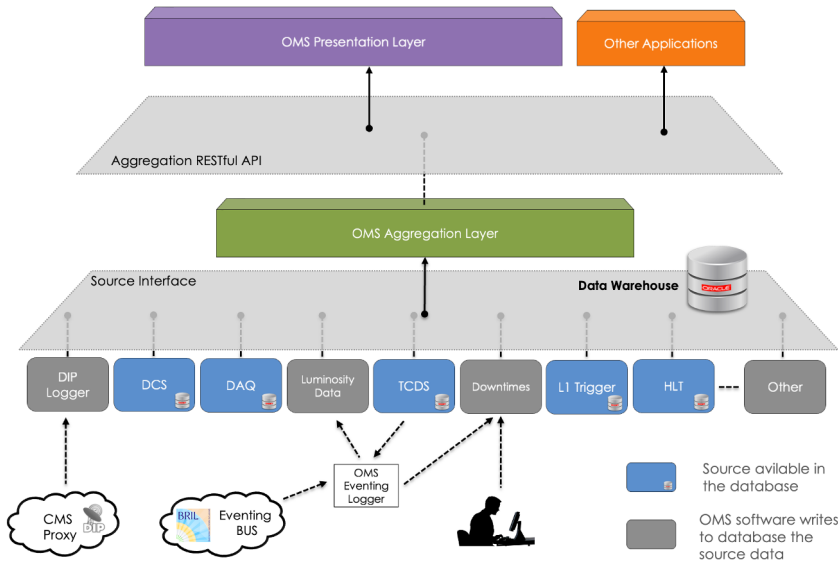 OMS Presentation Layer
Other Applications
Aggregation RESTful API
OMS Aggregation Layer
Source Interface
Data Warehouse
ORACLE
DIP
Logger
DCS
DAQ
Luminosity
Data
TCDS
Downtimes
L1 Trigger
HLT
Other
OMS
Eventing
Logger
CMS
Proxy
DIP
BRIL
Eventing
BUS
Source avilable in
the database
OMS software writes
to database the
source data